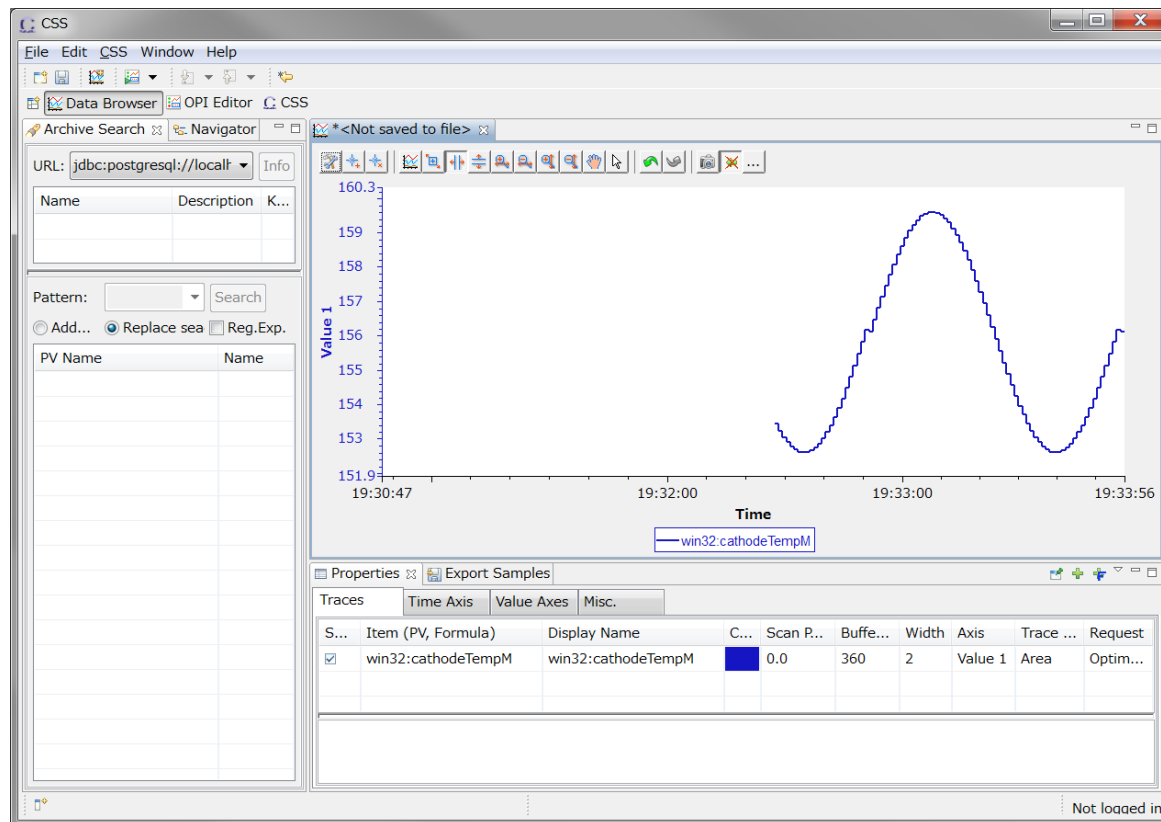 CSS
File Edit CSS Window Help
Data Browser OPI Editor CSS
Archive Search Navigator
URL: jdbc:postgresql://localh Info
Name Description K...
Pattern: Search
Add... Replace sea Reg.Exp.
PV Name Name
*<Not saved to file>
...
160.3
159
158
157
156
155
154
153
151.9
Value 1
19:30:47 19:32:00 19:33:00 19:33:56
Time
win32:cathodeTempM
Properties Export Samples
Traces Time Axis Value Axes Misc.
S... Item (PV, Formula) Display Name C... Scan P... Buffe... Width Axis Trace ... Request
win32:cathodeTempM win32:cathodeTempM 0.0 360 2 Value 1 Area Optim...
Not logged in